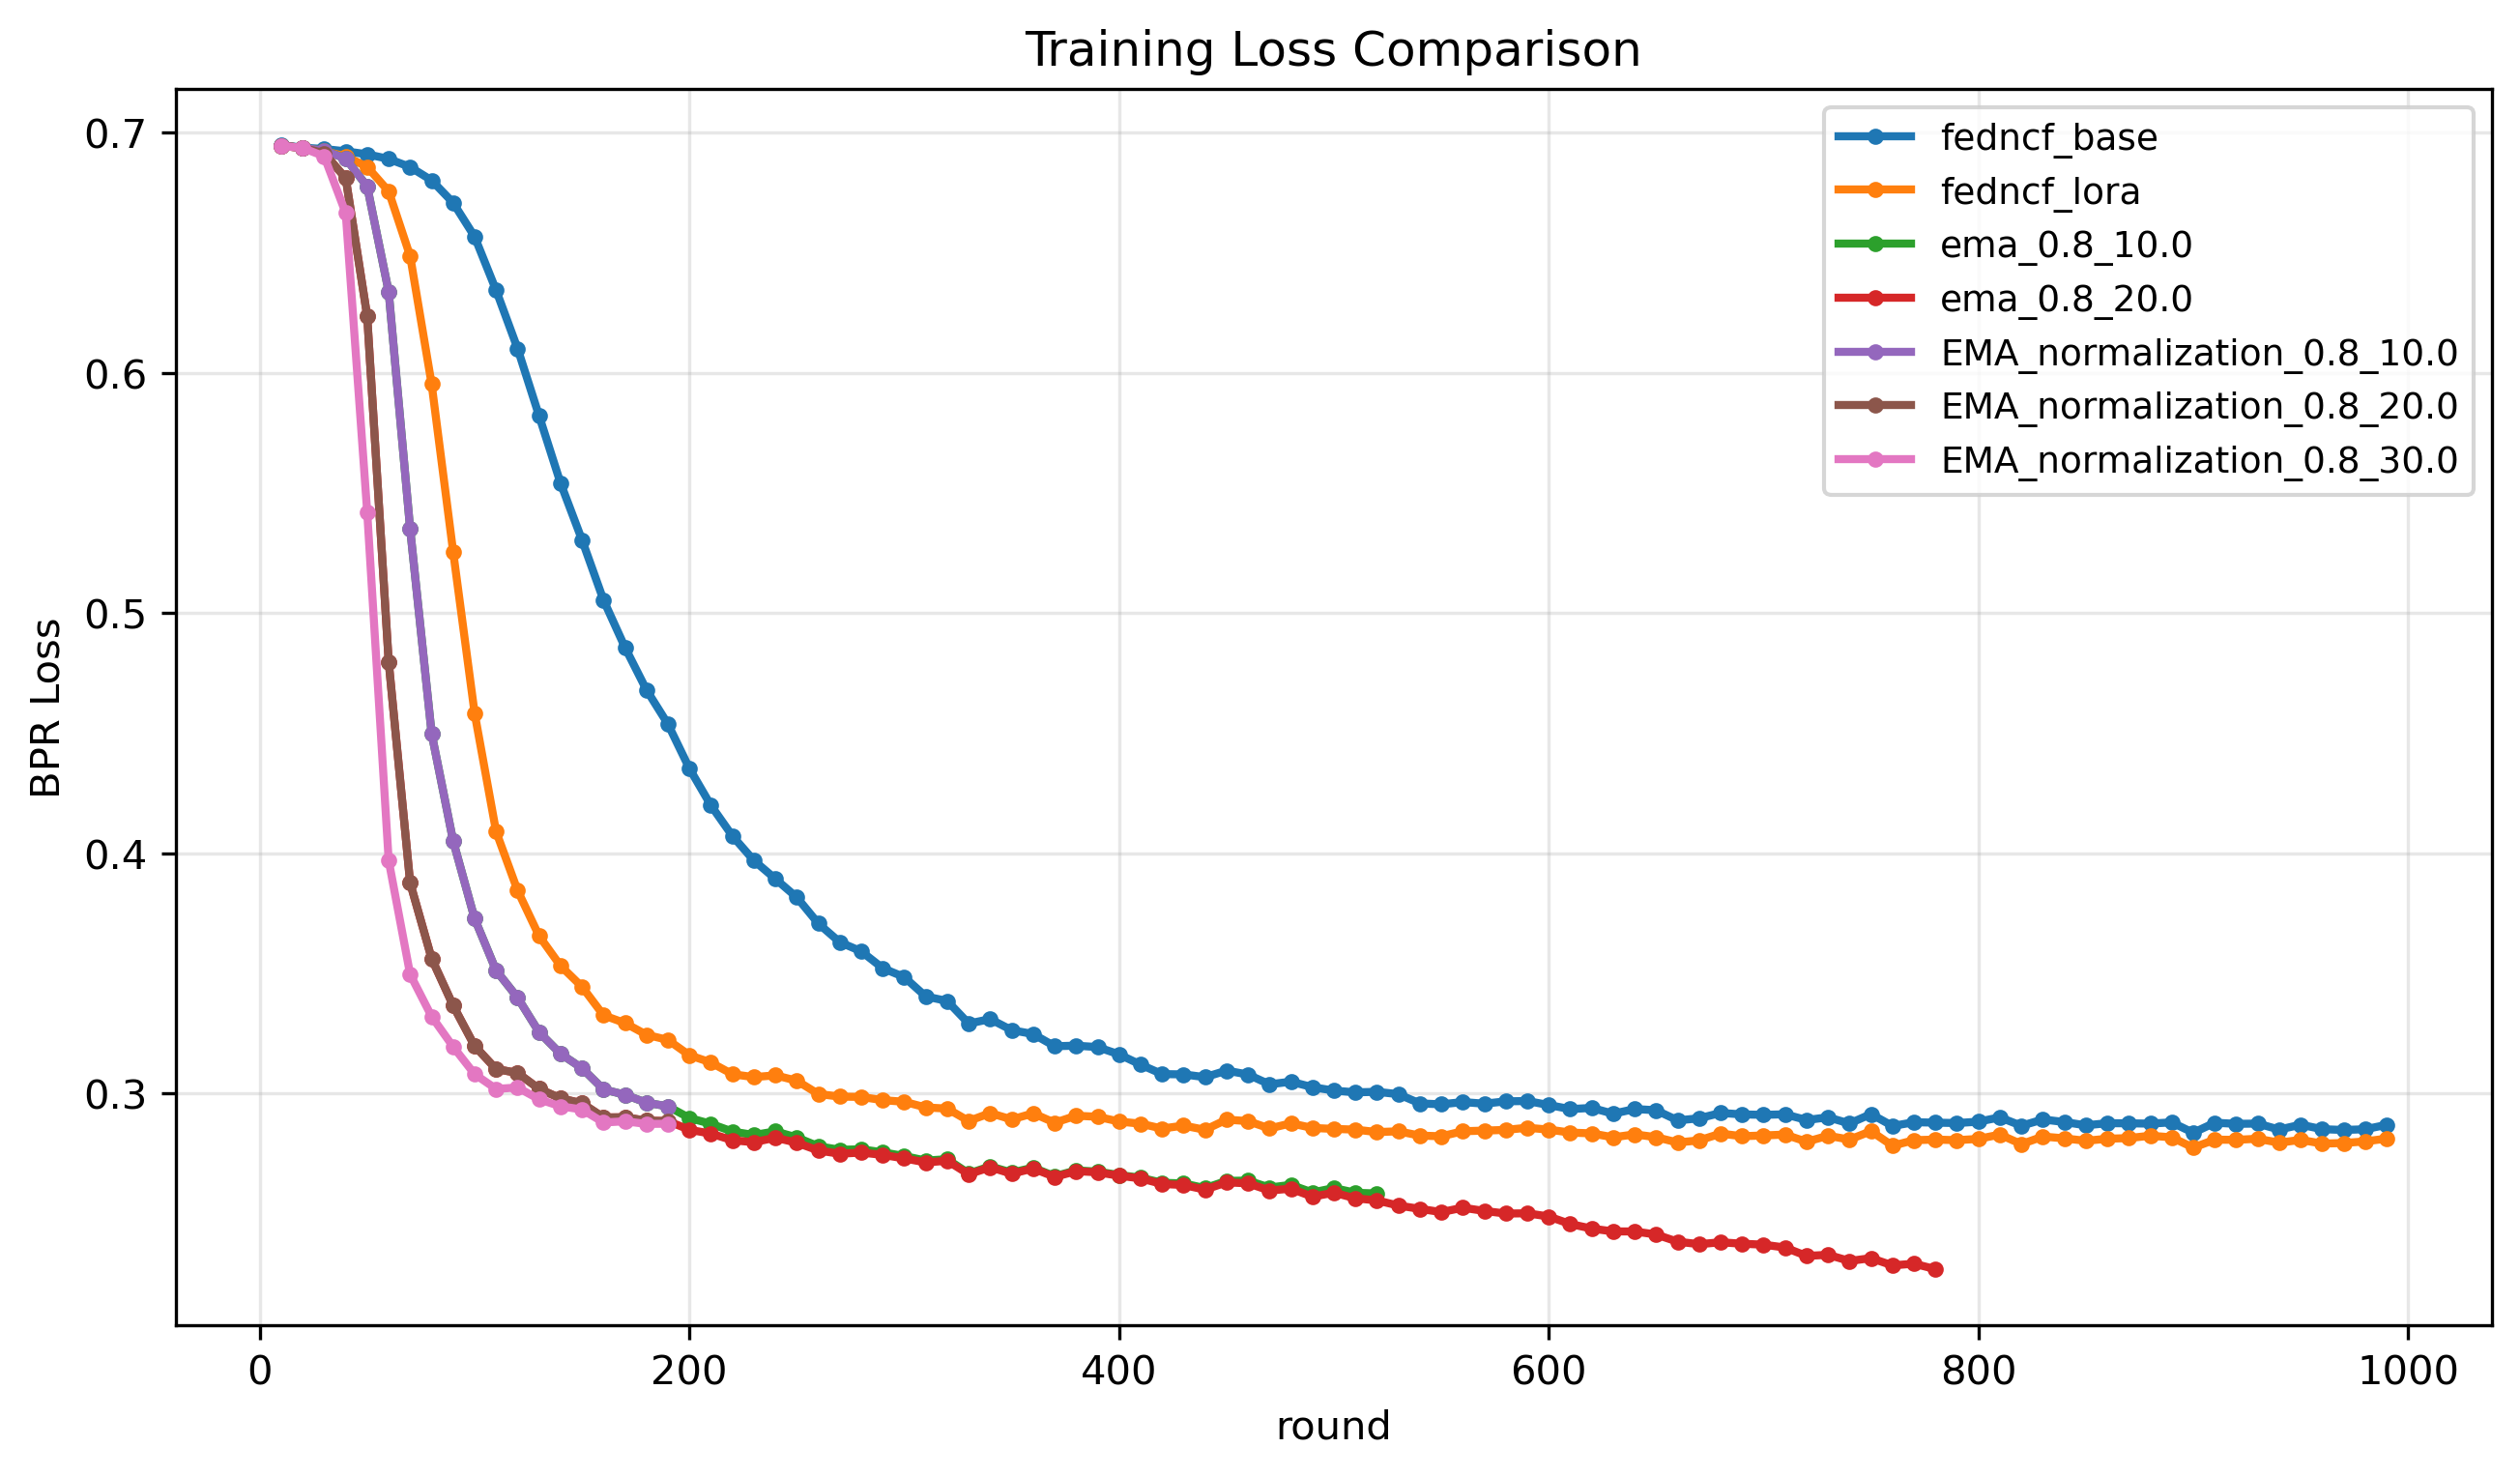 Training Loss Comparison
BPR Loss
0.7
0.6
0.5
0.4
0.3
0
200
400
600
800
1000
round
fedncf_base
fedncf_lora
ema_0.8_10.0
ema_0.8_20.0
EMA_normalization_0.8_10.0
EMA_normalization_0.8_20.0
EMA_normalization_0.8_30.0